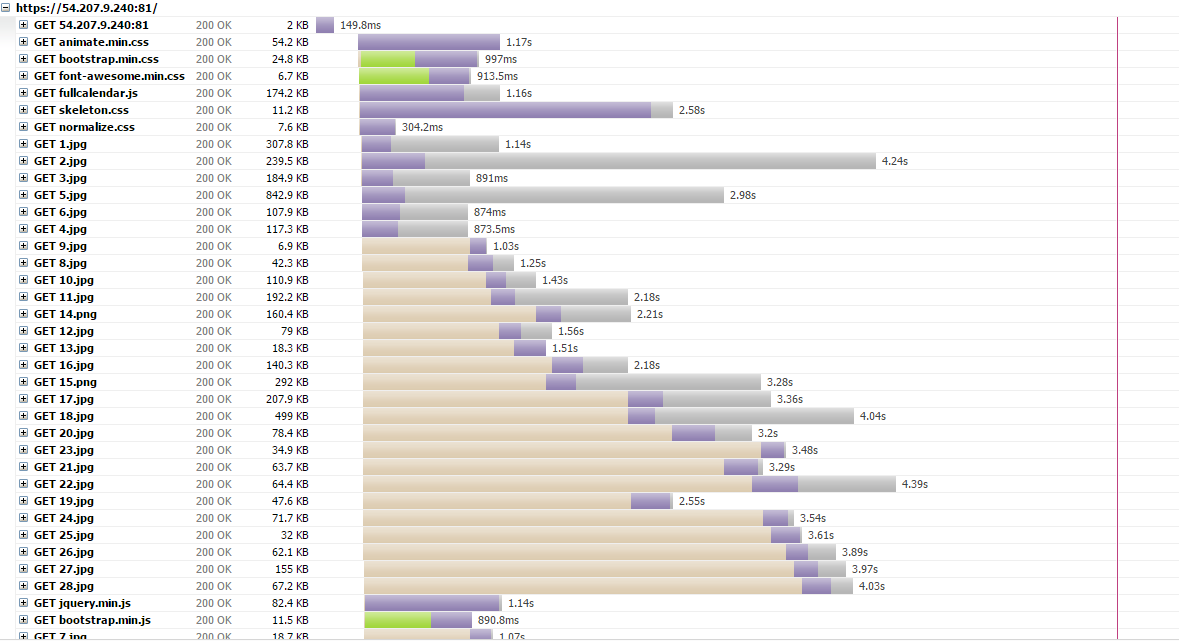 https://54.207.9.240:81/
GET 54.207.9.240:81 200 OK 2 KB 149.8ms
GET animate.min.css 200 OK 54.2 KB 1.17s
GET bootstrap.min.css 200 OK 24.8 KB 997ms
GET font-awesome.min.css 200 OK 6.7 KB 913.5ms
GET fullcalendar.js 200 OK 174.2 KB 1.16s
GET skeleton.css 200 OK 11.2 KB 2.58s
GET normalize.css 200 OK 7.6 KB 304.2ms
GET 1.jpg 200 OK 307.8 KB 1.14s
GET 2.jpg 200 OK 239.5 KB 4.24s
GET 3.jpg 200 OK 184.9 KB 891ms
GET 5.jpg 200 OK 842.9 KB 2.98s
GET 6.jpg 200 OK 107.9 KB 874ms
GET 4.jpg 200 OK 117.3 KB 873.5ms
GET 9.jpg 200 OK 6.9 KB 1.03s
GET 8.jpg 200 OK 42.3 KB 1.25s
GET 10.jpg 200 OK 110.9 KB 1.43s
GET 11.jpg 200 OK 192.2 KB 2.18s
GET 14.png 200 OK 160.4 KB 2.21s
GET 12.jpg 200 OK 79 KB 1.56s
GET 13.jpg 200 OK 18.3 KB 1.51s
GET 16.jpg 200 OK 140.3 KB 2.18s
GET 15.png 200 OK 292 KB 3.28s
GET 17.jpg 200 OK 207.9 KB 3.36s
GET 18.jpg 200 OK 499 KB 4.04s
GET 20.jpg 200 OK 78.4 KB 3.2s
GET 23.jpg 200 OK 34.9 KB 3.48s
GET 21.jpg 200 OK 63.7 KB 3.29s
GET 22.jpg 200 OK 64.4 KB 4.39s
GET 19.jpg 200 OK 47.6 KB 2.55s
GET 24.jpg 200 OK 71.7 KB 3.54s
GET 25.jpg 200 OK 32 KB 3.61s
GET 26.jpg 200 OK 62.1 KB 3.89s
GET 27.jpg 200 OK 155 KB 3.97s
GET 28.jpg 200 OK 67.2 KB 4.03s
GET jquery.min.js 200 OK 82.4 KB 1.14s
GET bootstrap.min.js 200 OK 11.5 KB 890.8ms
GET 7.jpg 200 OK 18.7 KB 1.07s